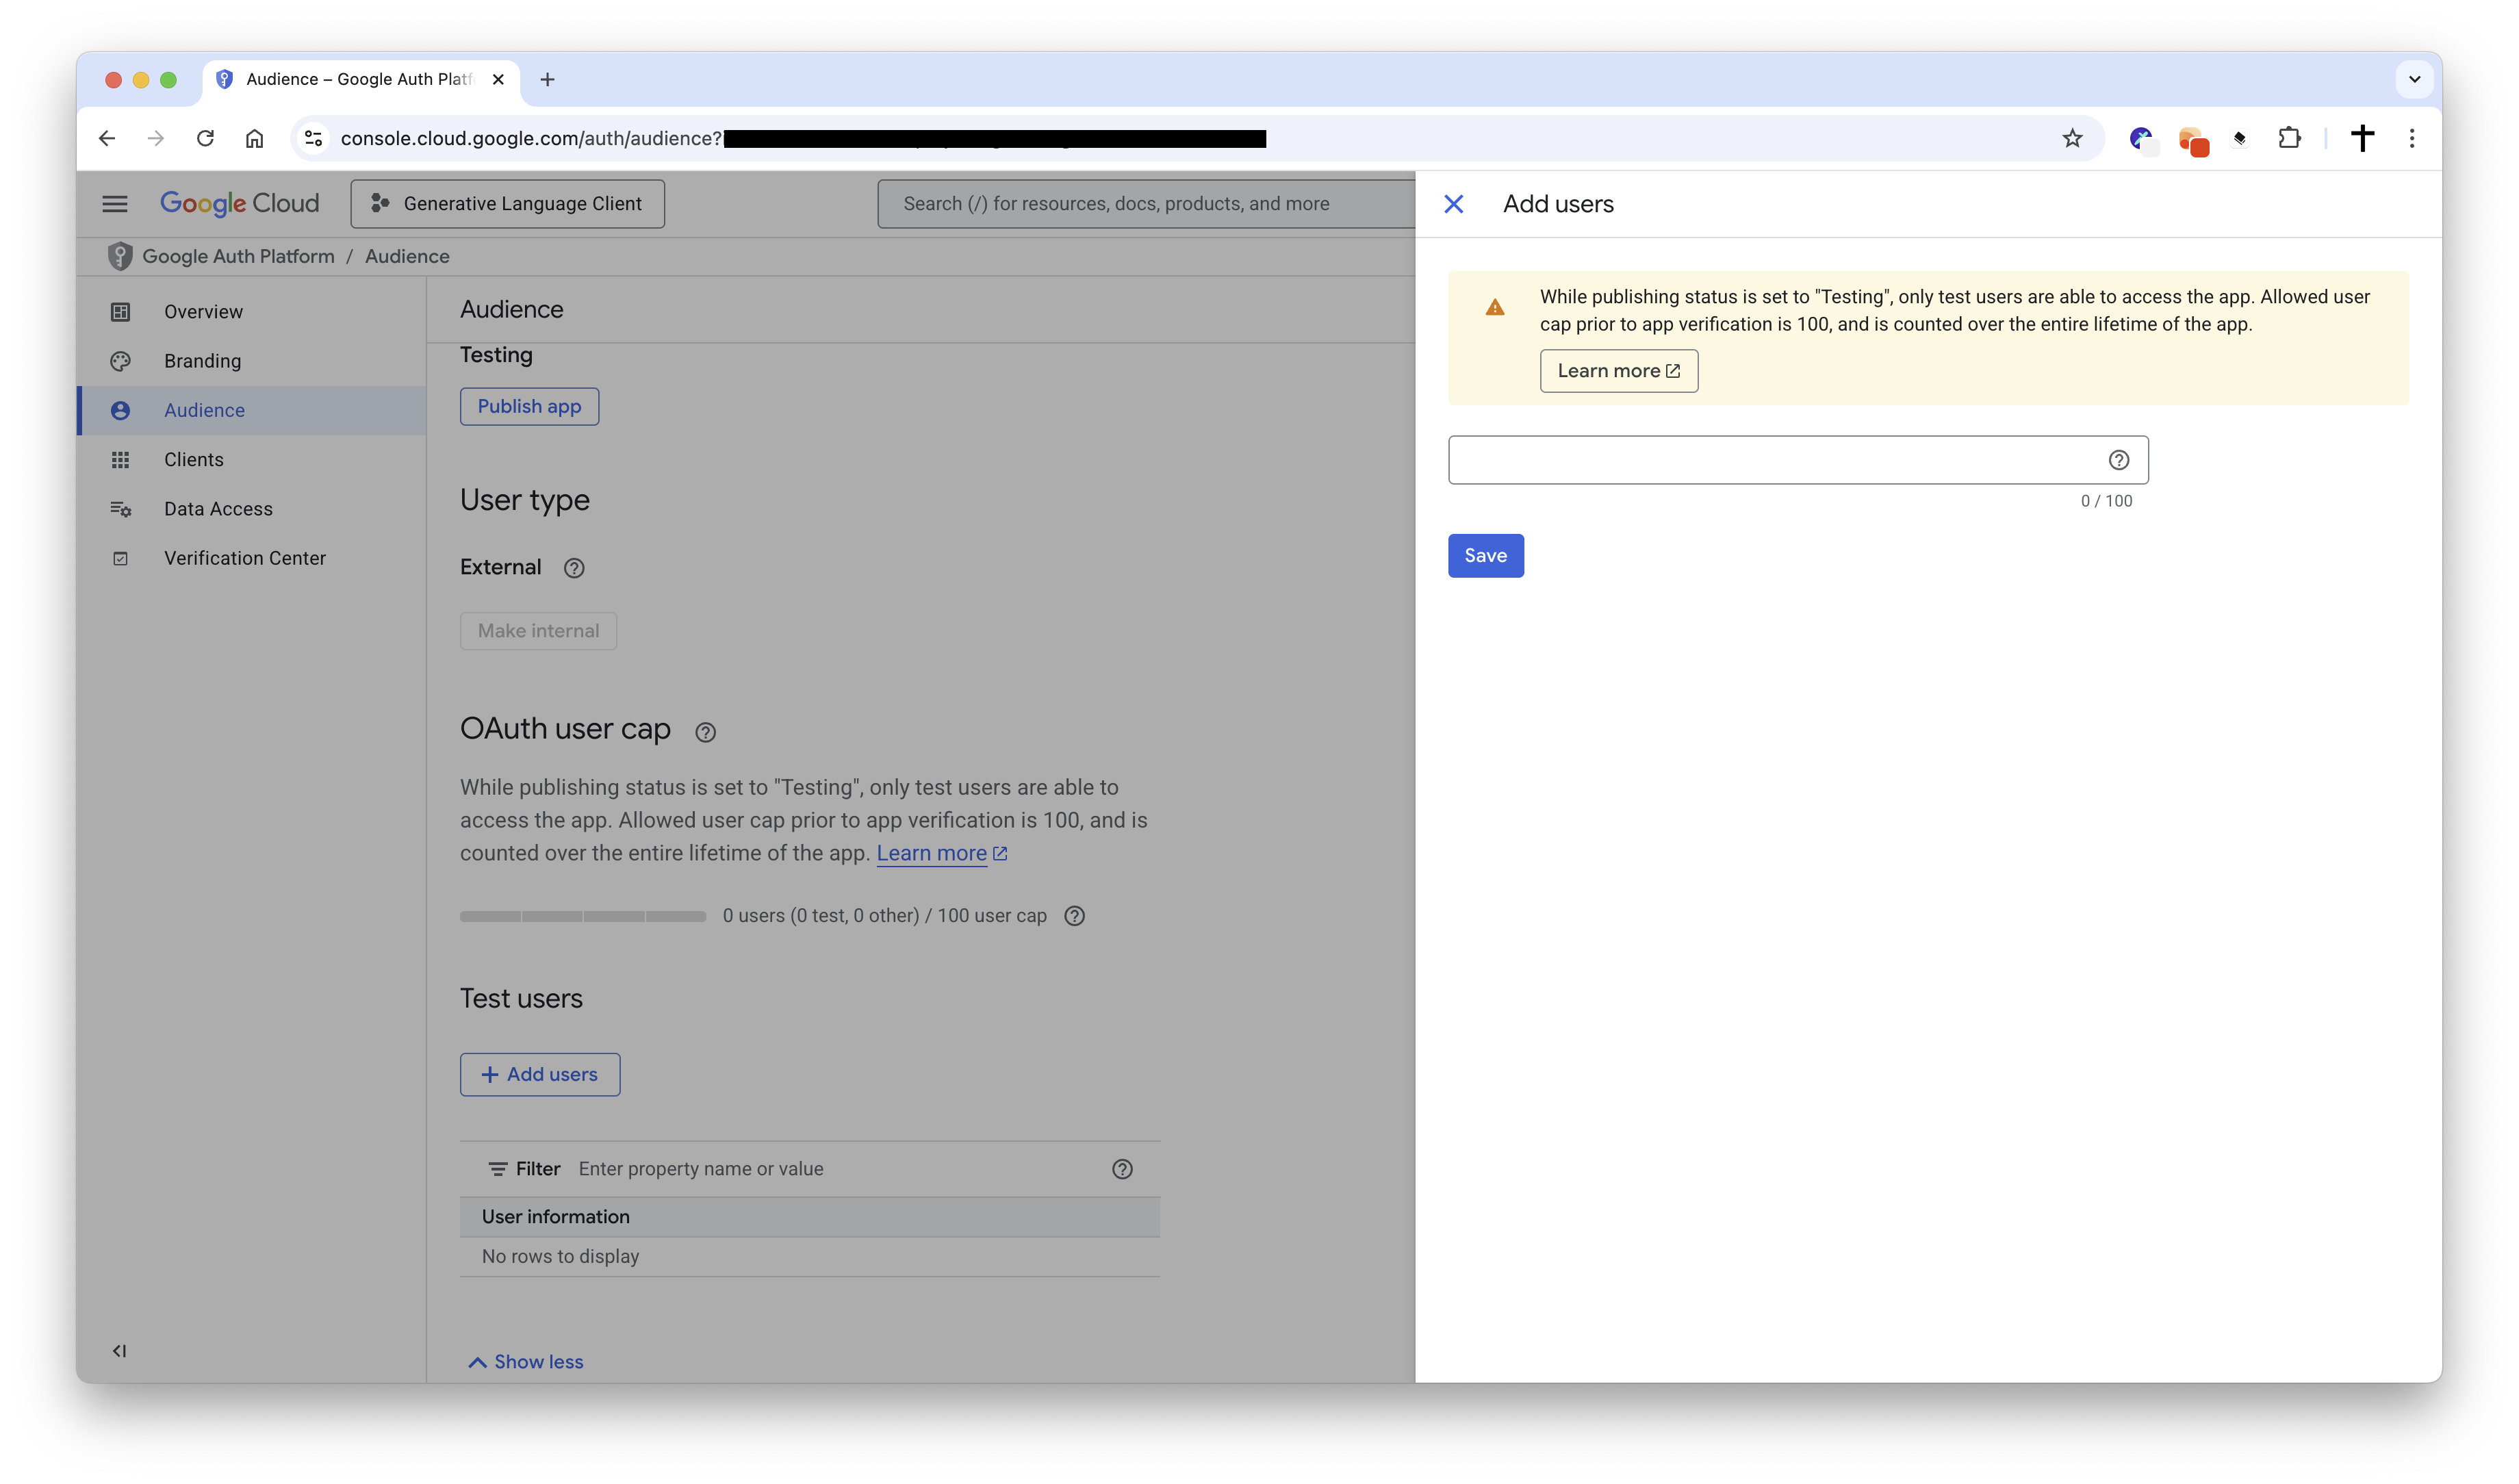 Audience – Google Auth Platf
console.cloud.google.com/auth/audience?
Google Cloud
Generative Language Client
Search (/) for resources, docs, products, and more
Google Auth Platform / Audience
Overview
Branding
Audience
Clients
Data Access
Verification Center
Audience
Testing
Publish app
User type
External
Make internal
OAuth user cap
While publishing status is set to "Testing", only test users are able to
access the app. Allowed user cap prior to app verification is 100, and is
counted over the entire lifetime of the app. Learn more
0 users (0 test, 0 other) / 100 user cap
Test users
Add users
Filter Enter property name or value
User information
No rows to display
Show less
Add users
While publishing status is set to "Testing", only test users are able to access the app. Allowed user
cap prior to app verification is 100, and is counted over the entire lifetime of the app.
Learn more
0 / 100
Save